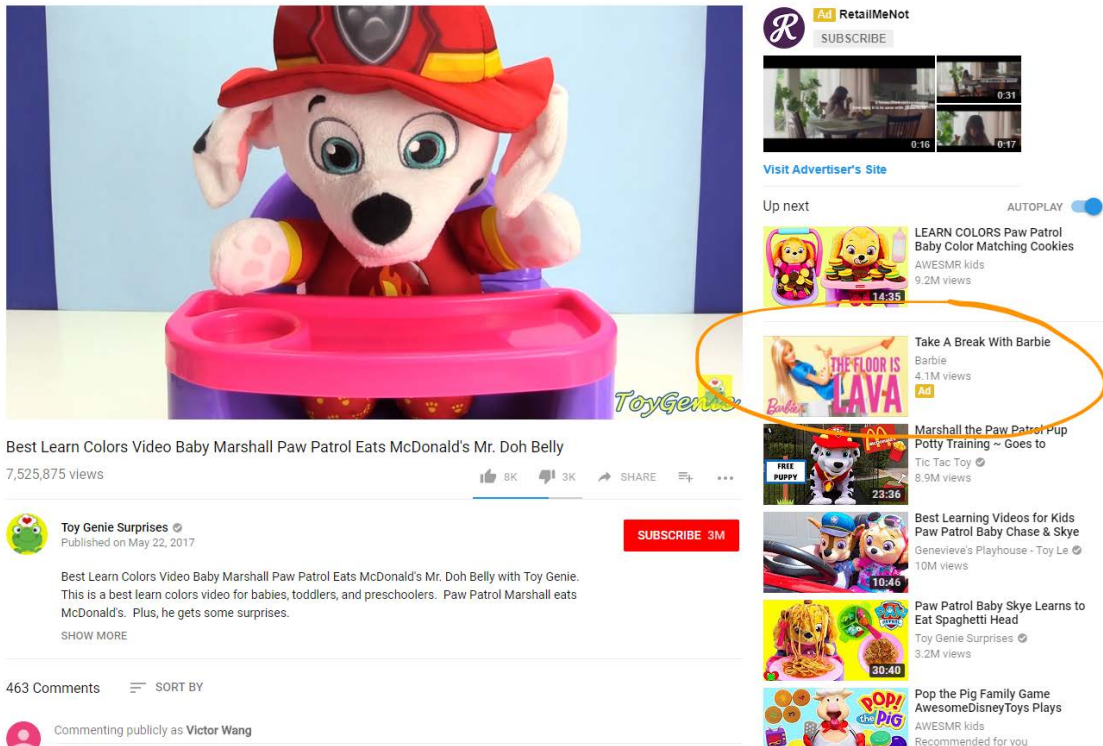 ToyGenie
Best Learn Colors Video Baby Marshall Paw Patrol Eats McDonald's Mr. Doh Belly
7,525,875 views
8K
3K
SHARE
Toy Genie Surprises
Published on May 22, 2017
SUBSCRIBE 3M
Best Learn Colors Video Baby Marshall Paw Patrol Eats McDonald's Mr. Doh Belly with Toy Genie.
This is a best learn colors video for babies, toddlers, and preschoolers. Paw Patrol Marshall eats
McDonald's. Plus, he gets some surprises.
SHOW MORE
463 Comments
SORT BY
Commenting publicly as Victor Wang
R
Ad RetailMeNot
SUBSCRIBE
0:16
0:31
0:17
Visit Advertiser's Site
Up next
AUTOPLAY
14:35
LEARN COLORS Paw Patrol
Baby Color Matching Cookies
AWESMR kids
9.2M views
THE FLOOR IS
LAVA
Barbie
Take A Break With Barbie
Barbie
4.1M views
Ad
FREE
PUPPY
McDonald's
23:36
Marshall the Paw Patrol Pup
Potty Training ~ Goes to
Tic Tac Toy
8.9M views
10:46
Best Learning Videos for Kids
Paw Patrol Baby Chase & Skye
Genevieve's Playhouse - Toy Le
10M views
30:40
Paw Patrol Baby Skye Learns to
Eat Spaghetti Head
Toy Genie Surprises
3.2M views
POP!
the PIG
Pop the Pig Family Game
AwesomeDisneyToys Plays
AWESMR kids
Recommended for you